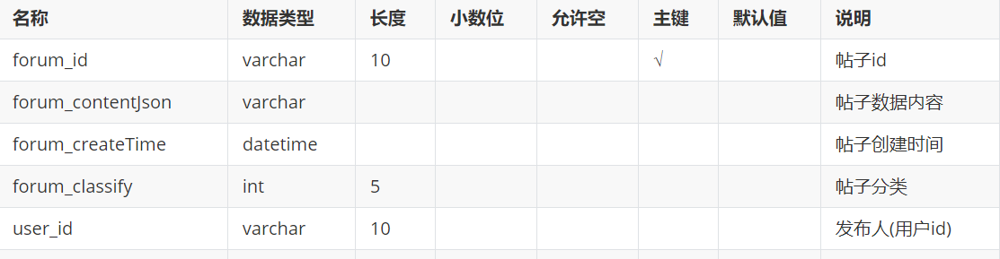 名称 数据类型 长度 小数位 允许空 主键 默认值 说明
forum_id varchar 10 √ 帖子id
forum_contentJson varchar 帖子数据内容
forum_createTime datetime 帖子创建时间
forum_classify int 5 帖子分类
user_id varchar 10 发布人(用户id)